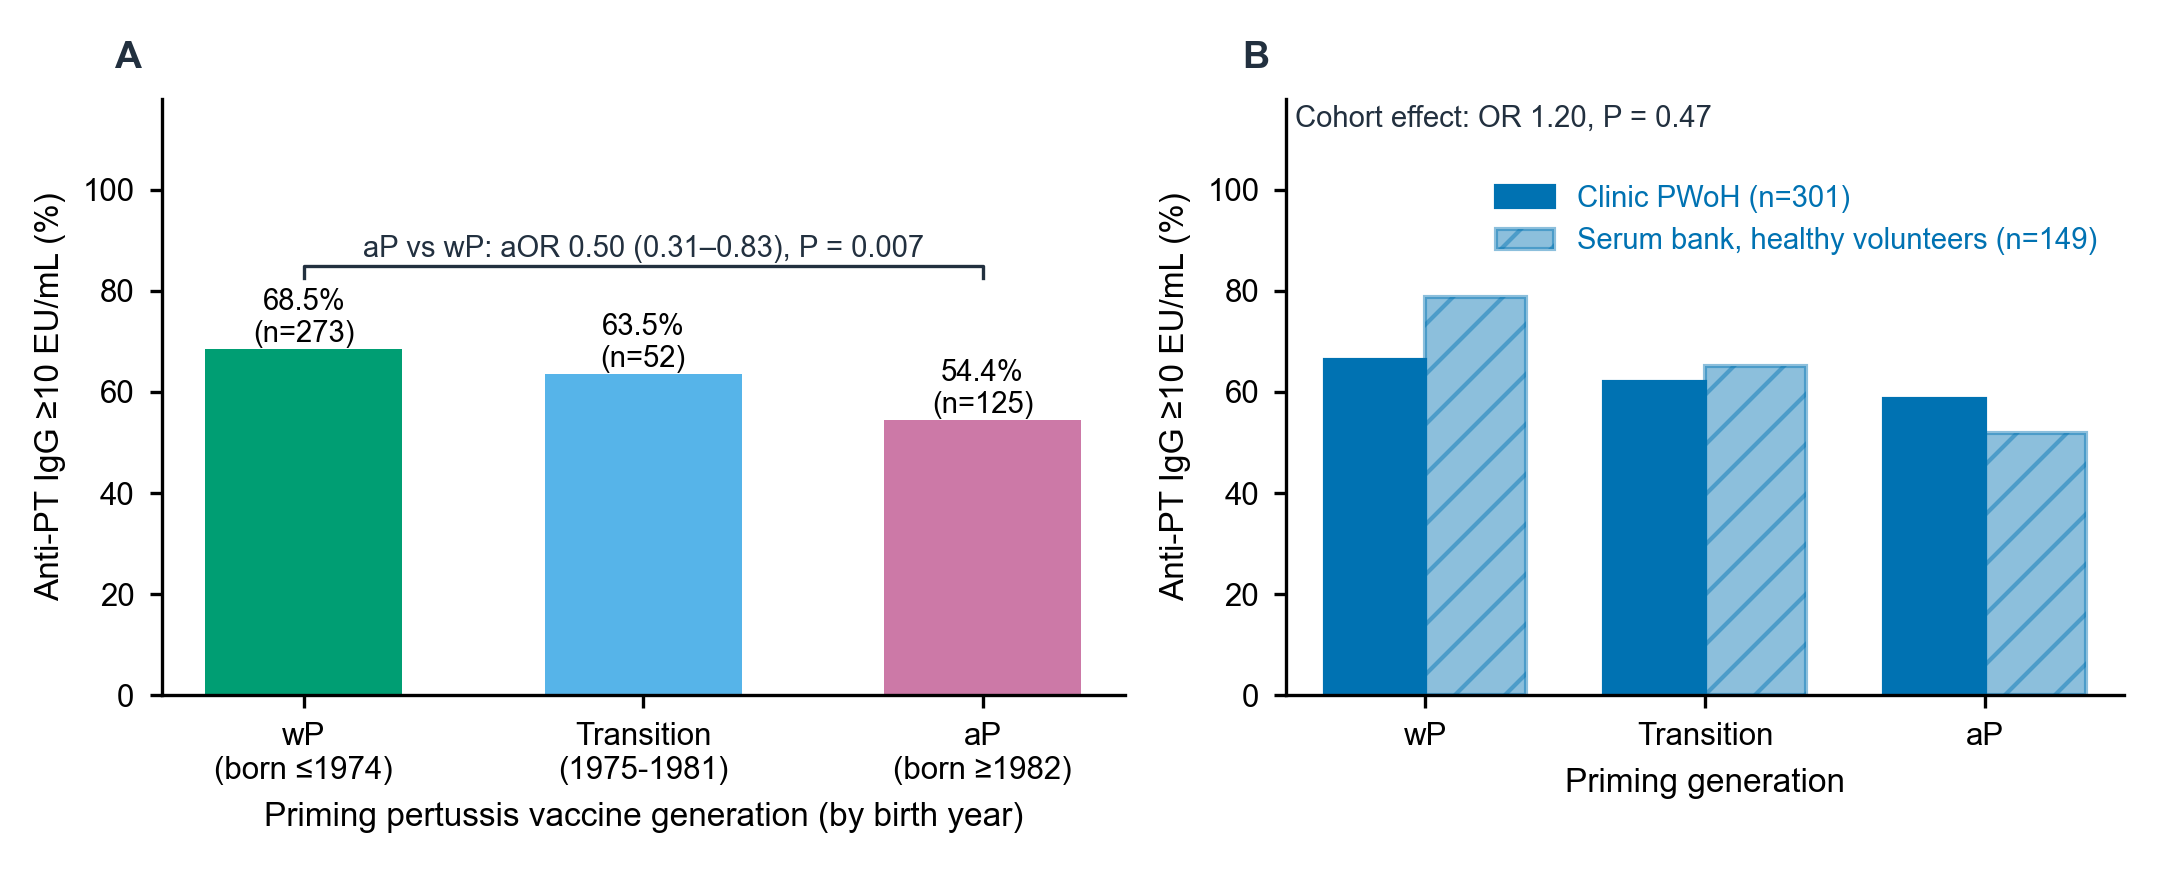 A
Anti-PT IgG ≥10 EU/mL (%)
100
80
60
40
20
0
aP vs wP: aOR 0.50 (0.31–0.83), P = 0.007
68.5%
(n=273)
63.5%
(n=52)
54.4%
(n=125)
wP
(born ≤1974)
Transition
(1975-1981)
aP
(born ≥1982)
Priming pertussis vaccine generation (by birth year)
B
Anti-PT IgG ≥10 EU/mL (%)
100
80
60
40
20
0
Cohort effect: OR 1.20, P = 0.47
Clinic PWoH (n=301)
Serum bank, healthy volunteers (n=149)
wP
Transition
aP
Priming generation